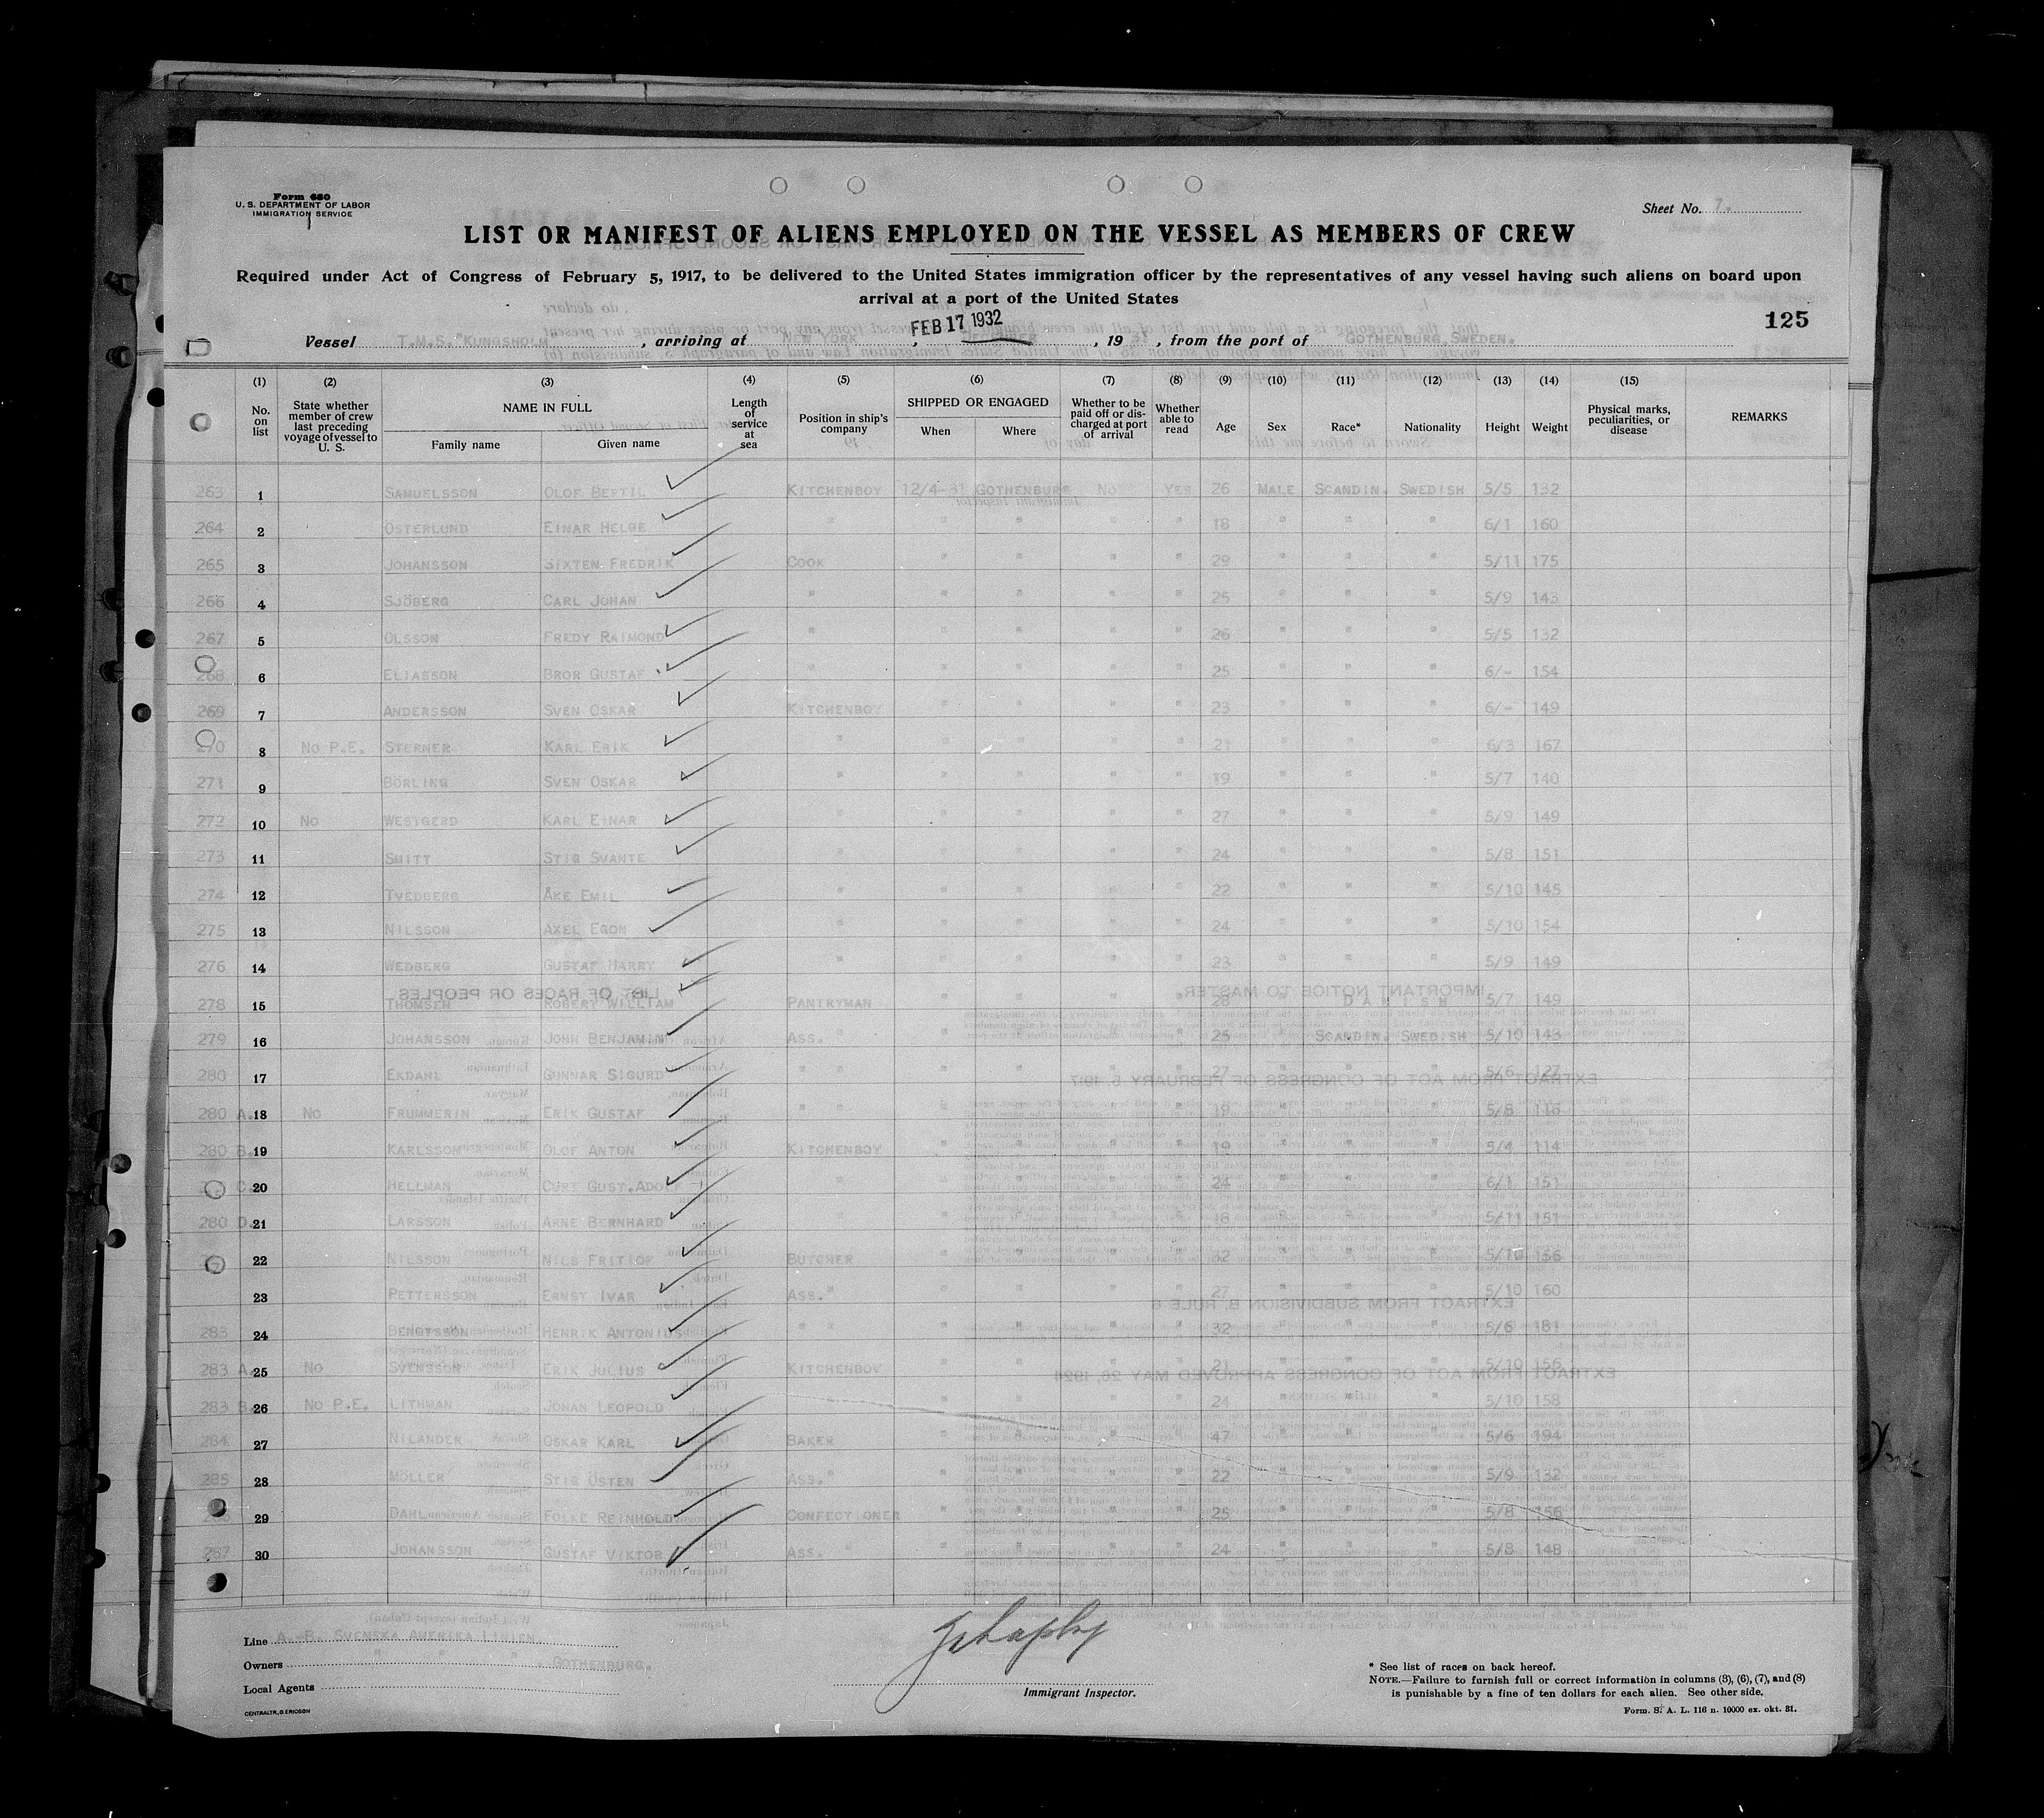 Form 680
U. S. DEPARTMENT OF LABOR
IMMIGRATION SERVICE
Sheet No. 7.
LIST OR MANIFEST OF ALIENS EMPLOYED ON THE VESSEL AS MEMBERS OF CREW
Required under Act of Congress of February 5, 1917, to be delivered to the United States immigration officer by the representatives of any vessel having such aliens on board upon
arrival at a port of the United States
FEB 17 1932
125
Vessel T.M.S. "KUNGSHOLM", arriving at NEW YORK, DECEMBER, 1931, from the port of GOTHENBURG, SWEDEN.
(1) (2) (3) (4) (5) (6) (7) (8) (9) (10) (11) (12) (13) (14) (15)
No. on list
State whether member of crew last preceding voyage of vessel to U. S.
NAME IN FULL
Family name Given name
Length of service at sea
Position in ship's company
SHIPPED OR ENGAGED
When Where
Whether to be paid off or discharged at port of arrival
Whether able to read
Age Sex Race* Nationality Height Weight
Physical marks, peculiarities, or disease
REMARKS
263 1 SAMUELSSON OLOF BERTIL KITCHENBOY 12/4-31 GOTHENBURG NO YES 26 MALE SCANDIN. SWEDISH 5/5 132
264 2 ÖSTERLUND EINAR HELGE " " " " " 18 " " " 6/1 160
265 3 JOHANSSON SIXTEN FREDRIK COOK " " " " 29 " " " 5/11 175
266 4 SJÖBERG CARL JOHAN " " " " " 25 " " " 5/9 143
267 5 OLSSON FREDY RAIMOND " " " " " 26 " " " 5/5 132
268 6 ELIASSON BROR GUSTAF " " " " " 25 " " " 6/- 154
269 7 ANDERSSON SVEN OSKAR KITCHENBOY " " " " 23 " " " 6/- 149
270 8 NO P.E. STERNER KARL ERIK " " " " " 21 " " " 6/3 167
271 9 BÖRLING SVEN OSKAR " " " " " 19 " " " 5/7 140
272 10 NO WESTGERD KARL EINAR " " " " " 27 " " " 5/9 149
273 11 SMITT STIG SVANTE " " " " " 24 " " " 5/8 151
274 12 TVEDBERG ÅKE EMIL " " " " " 22 " " " 5/10 145
275 13 NILSSON AXEL EGON " " " " " 24 " " " 5/10 154
276 14 WEDBERG GUSTAF HARRY " " " " " 23 " " " 5/9 149
278 15 THOMSEN ROBERT WILLIAM PANTRYMAN " " " " 28 " DANISH 5/7 149
279 16 JOHANSSON JOHN BENJAMIN ASS. " " " " " 25 " SCANDIN. SWEDISH 5/10 143
280 17 EKDAHL GUNNAR SIGURD " " " " " " 27 " " " 5/6 127
280 A. 18 NO FRUMMERIN ERIK GUSTAF " " " " " " 19 " " " 5/8 118
280 B. 19 KARLSSON OLOF ANTON KITCHENBOY " " " " 19 " " " 5/4 114
C. 20 HELLMAN CURT GUST. ADOLF " " " " " 24 " " " 6/1 151
280 D. 21 LARSSON ARNE BERNHARD " " " " " 18 " " " 5/11 151
22 NILSSON NILS FRITIOF BUTCHER " " " " 32 " " " 5/10 156
23 PETTERSSON ERNST IVAR ASS. " " " " " 27 " " " 5/10 160
283 24 BENGTSSON HENRIK ANTONIUS " " " " " " 32 " " " 5/6 181
283 A. 25 NO SVENSSON ERIK JULIUS KITCHENBOY " " " " 21 " " " 5/10 156
283 B. 26 NO P.E. LITHMAN JOHAN LEOPOLD " " " " " 24 " " 5/10 158
284 27 NILANDER OSKAR KARL BAKER " " " " 47 " " " 5/6 194
285 28 MÖLLER STIG ÖSTEN ASS. " " " " " 22 " " " 5/9 132
29 DAHL FOLKE REINHOLD CONFECTIONER " " " " 25 " " " 5/8 156
287 30 JOHANSSON GUSTAF VIKTOR ASS. " " " " " 24 " " " 5/8 148
Line A.-B. SVENSKA AMERIKA LINIEN
Owners " " " , GOTHENBURG.
Local Agents
CENTRALTR., G. ERICSON
Immigrant Inspector.
* See list of races on back hereof.
NOTE.—Failure to furnish full or correct information in columns (3), (6), (7), and (8)
is punishable by a fine of ten dollars for each alien. See other side.
Form. S. A. L. 116 n. 10000 ex. okt. 31.